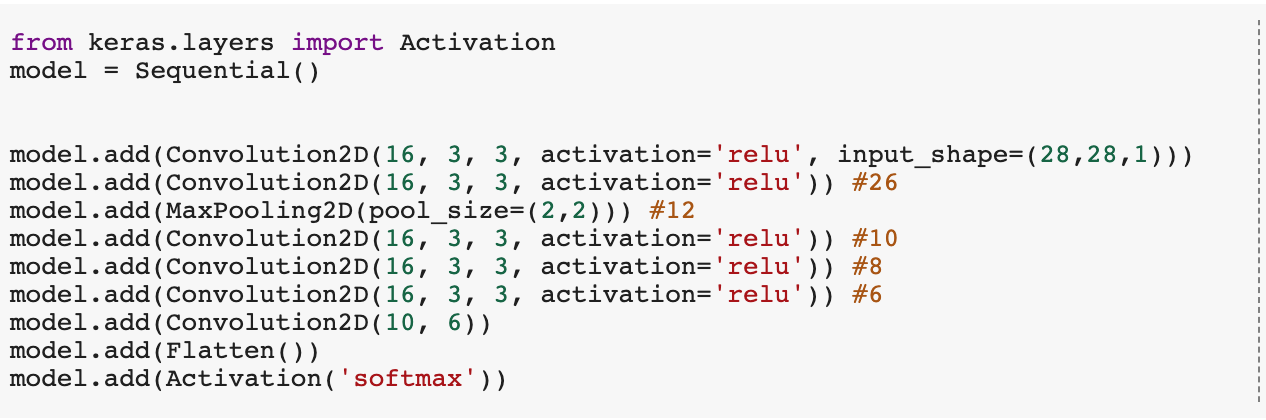 from keras.layers import Activation
model = Sequential()
model.add(Convolution2D(16, 3, 3, activation='relu', input_shape=(28,28,1)))
model.add(Convolution2D(16, 3, 3, activation='relu')) #26
model.add(MaxPooling2D(pool_size=(2,2))) #12
model.add(Convolution2D(16, 3, 3, activation='relu')) #10
model.add(Convolution2D(16, 3, 3, activation='relu')) #8
model.add(Convolution2D(16, 3, 3, activation='relu')) #6
model.add(Convolution2D(10, 6))
model.add(Flatten())
model.add(Activation('softmax'))